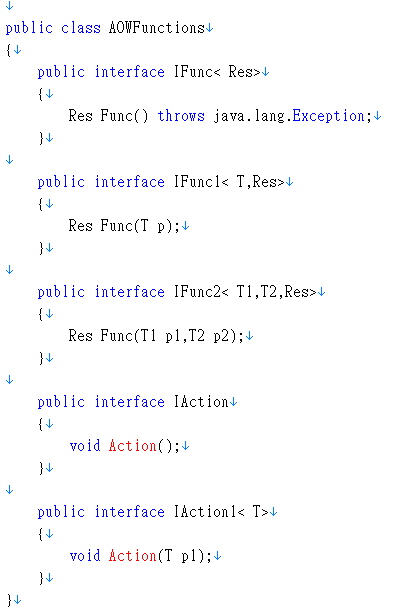 ↓
public class AOWFunctions↓
{↓
    public interface IFunc< Res>↓
    {↓
        Res Func() throws java.lang.Exception;↓
    }↓
↓
    public interface IFunc1< T,Res>↓
    {↓
        Res Func(T p);↓
    }↓
↓
    public interface IFunc2< T1,T2,Res>↓
    {↓
        Res Func(T1 p1,T2 p2);↓
    }↓
↓
    public interface IAction↓
    {↓
        void Action();↓
    }↓
↓
    public interface IAction1< T>↓
    {↓
        void Action(T p1);↓
    }↓
}↓